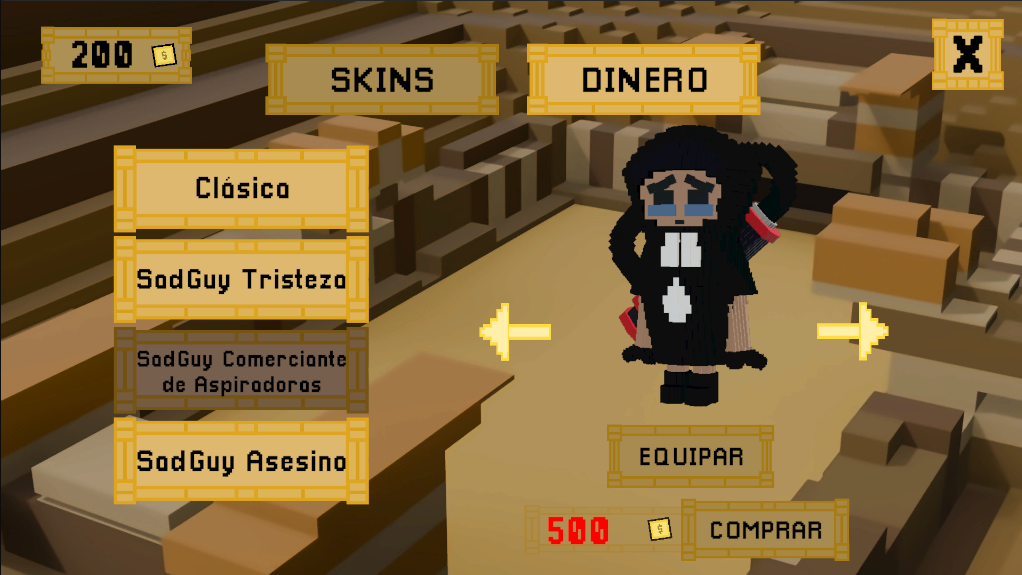 200
SKINS
DINERO
X
Clásica
SadGuy Tristeza
SadGuy Comerciante
de Aspiradoras
SadGuy Asesino
EQUIPAR
500
COMPRAR